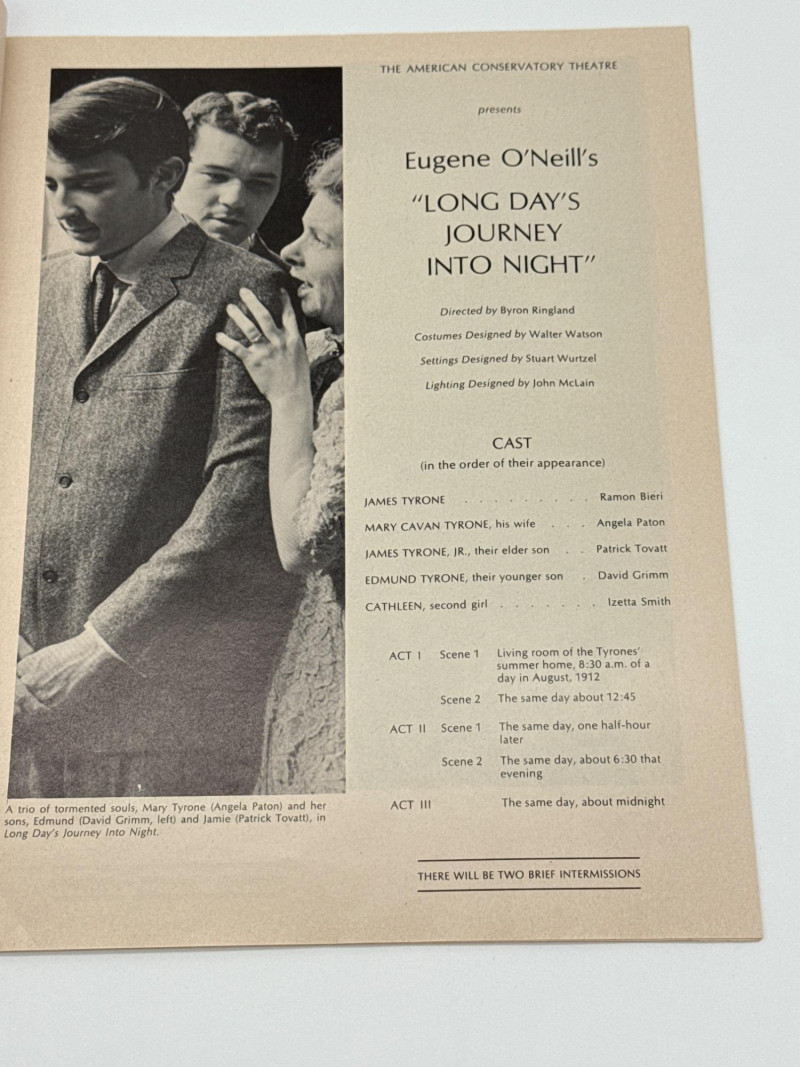 THE AMERICAN CONSERVATORY THEATRE
presents
Eugene O'Neill's
"LONG DAY'S
JOURNEY
INTO NIGHT"
Directed by Byron Ringland
Costumes Designed by Walter Watson
Settings Designed by Stuart Wurtzel
Lighting Designed by John McLain
CAST
(in the order of their appearance)
JAMES TYRONE . . . . . . . . . Ramon Bieri
MARY CAVAN TYRONE, his wife . . . Angela Paton
JAMES TYRONE, JR., their elder son . . Patrick Tovatt
EDMUND TYRONE, their younger son . David Grimm
CATHLEEN, second girl . . . . . . . Izetta Smith
ACT I Scene 1 Living room of the Tyrones'
summer home, 8:30 a.m. of a
day in August, 1912
Scene 2 The same day about 12:45
ACT II Scene 1 The same day, one half-hour
later
Scene 2 The same day, about 6:30 that
evening
ACT III The same day, about midnight
THERE WILL BE TWO BRIEF INTERMISSIONS
A trio of tormented souls, Mary Tyrone (Angela Paton) and her
sons, Edmund (David Grimm, left) and Jamie (Patrick Tovatt), in
Long Day's Journey Into Night.